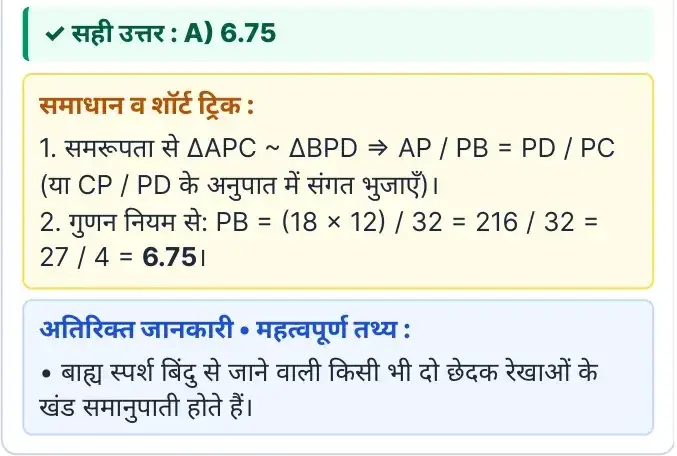 ✓ सही उत्तर : A) 6.75
समाधान व शॉर्ट ट्रिक :
1. समरूपता से ΔAPC ~ ΔBPD ⇒ AP / PB = PD / PC
(या CP / PD के अनुपात में संगत भुजाएँ)।
2. गुणन नियम से: PB = (18 × 12) / 32 = 216 / 32 =
27 / 4 = 6.75।
अतिरिक्त जानकारी • महत्वपूर्ण तथ्य :
• बाह्य स्पर्श बिंदु से जाने वाली किसी भी दो छेदक रेखाओं के
खंड समानुपाती होते हैं।